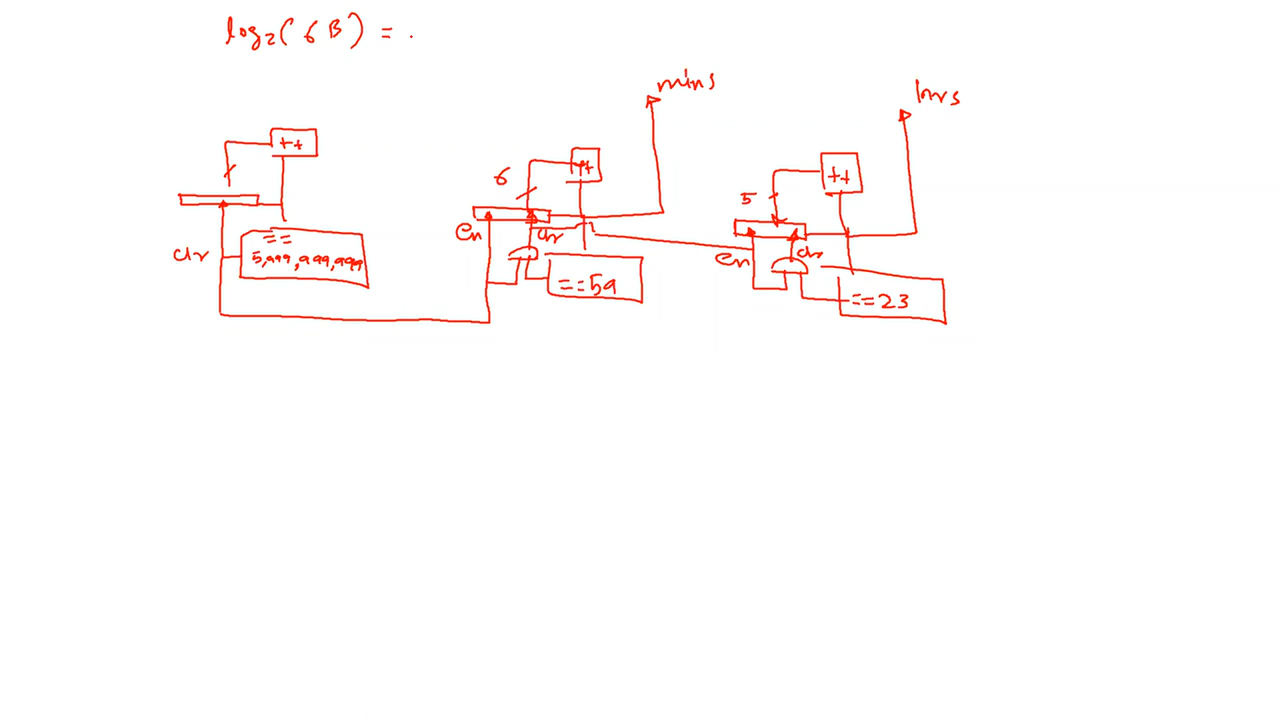 log₂(6B) = .
mins
hrs
++
++
++
6
5
en
clr
en
clr
clr
==
5,999,999,999
==59
==23